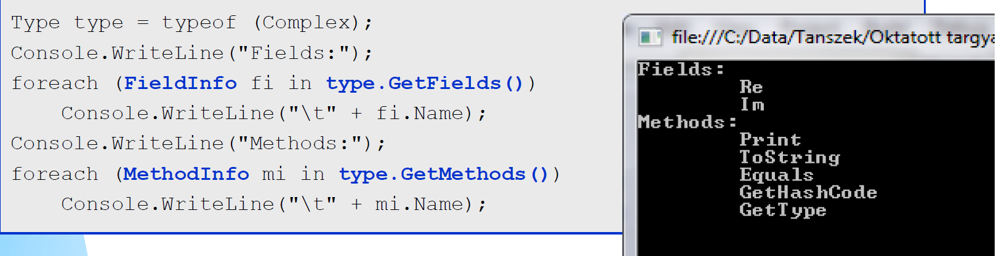 Type type = typeof (Complex);
Console.WriteLine("Fields:");
foreach (FieldInfo fi in type.GetFields())
Console.WriteLine("\t" + fi.Name);
Console.WriteLine("Methods:");
foreach (MethodInfo mi in type.GetMethods())
Console.WriteLine("\t" + mi.Name);
file:///C:/Data/Tanszek/Oktatott targya
Fields:
Re
Im
Methods:
Print
ToString
Equals
GetHashCode
GetType